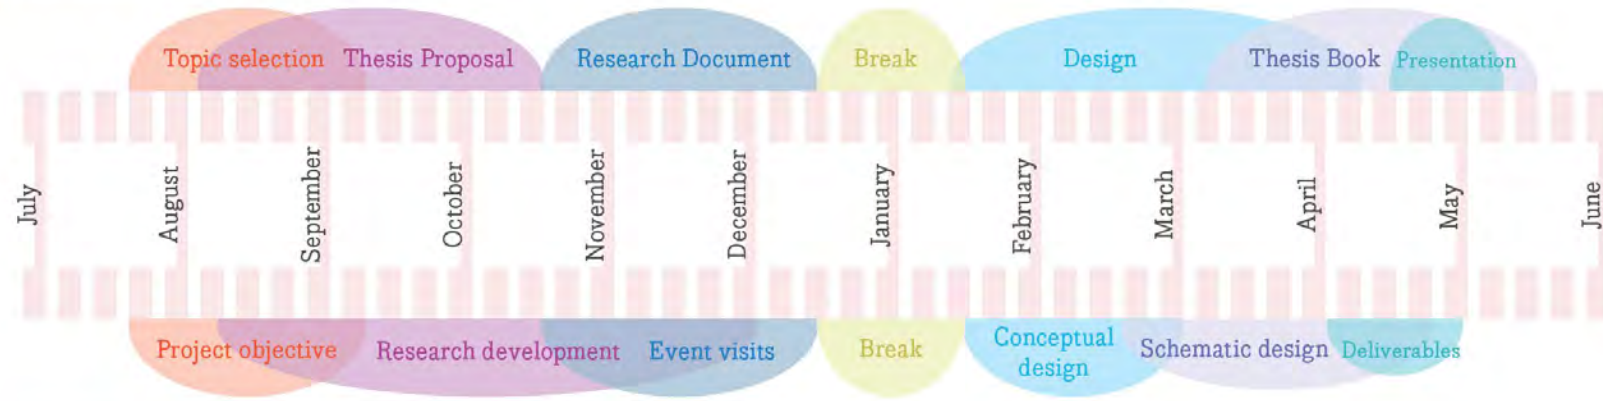 Topic selection
Thesis Proposal
Research Document
Break
Design
Thesis Book
Presentation
July
August
September
October
November
December
January
February
March
April
May
June
Project objective
Research development
Event visits
Break
Conceptual
design
Schematic design
Deliverables